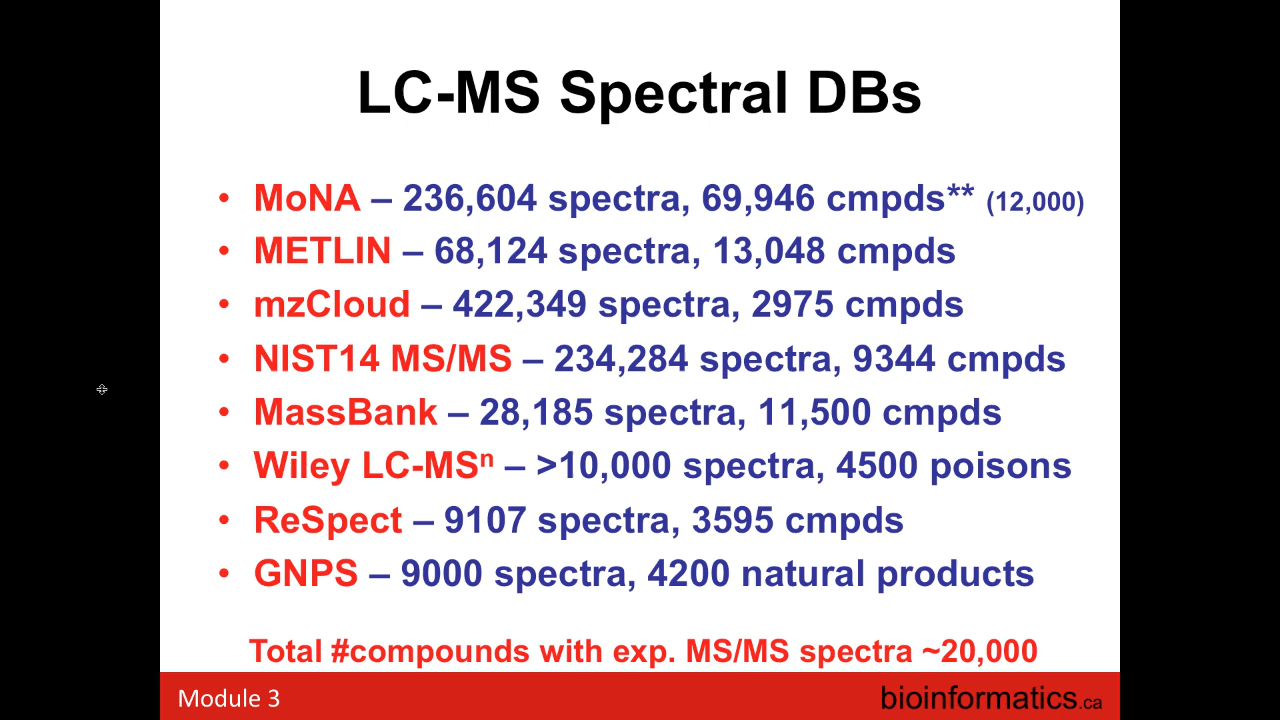 LC-MS Spectral DBs
• MoNA – 236,604 spectra, 69,946 cmpds** (12,000)
• METLIN – 68,124 spectra, 13,048 cmpds
• mzCloud – 422,349 spectra, 2975 cmpds
• NIST14 MS/MS – 234,284 spectra, 9344 cmpds
• MassBank – 28,185 spectra, 11,500 cmpds
• Wiley LC-MSⁿ – >10,000 spectra, 4500 poisons
• ReSpect – 9107 spectra, 3595 cmpds
• GNPS – 9000 spectra, 4200 natural products
Total #compounds with exp. MS/MS spectra ~20,000
Module 3
bioinformatics.ca